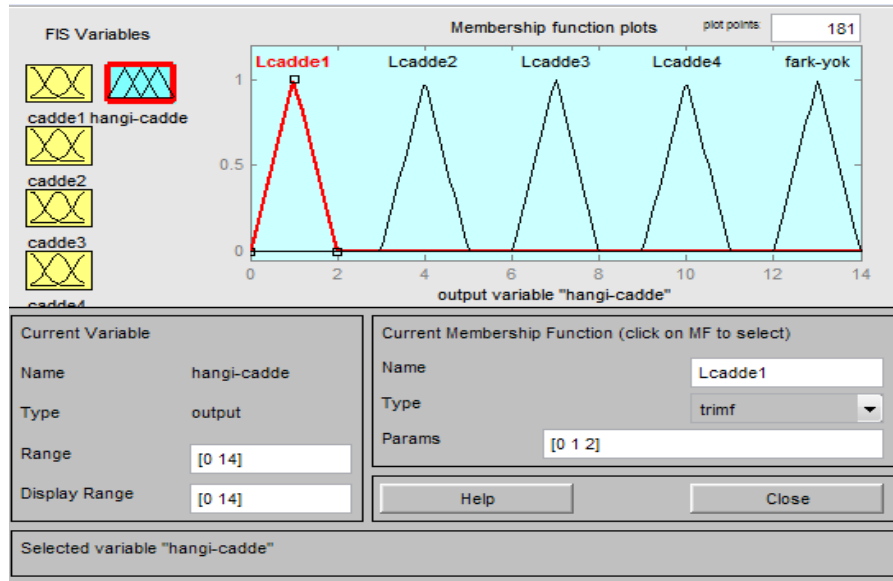 FIS Variables
Membership function plots
plot points:
181
cadde1 hangi-cadde
cadde2
cadde3
cadde4
Lcadde1 Lcadde2 Lcadde3 Lcadde4 fark-yok
1
0.5
0
0 2 4 6 8 10 12 14
output variable "hangi-cadde"
Current Variable
Name hangi-cadde
Type output
Range [0 14]
Display Range [0 14]
Current Membership Function (click on MF to select)
Name Lcadde1
Type trimf
Params [0 1 2]
Help Close
Selected variable "hangi-cadde"